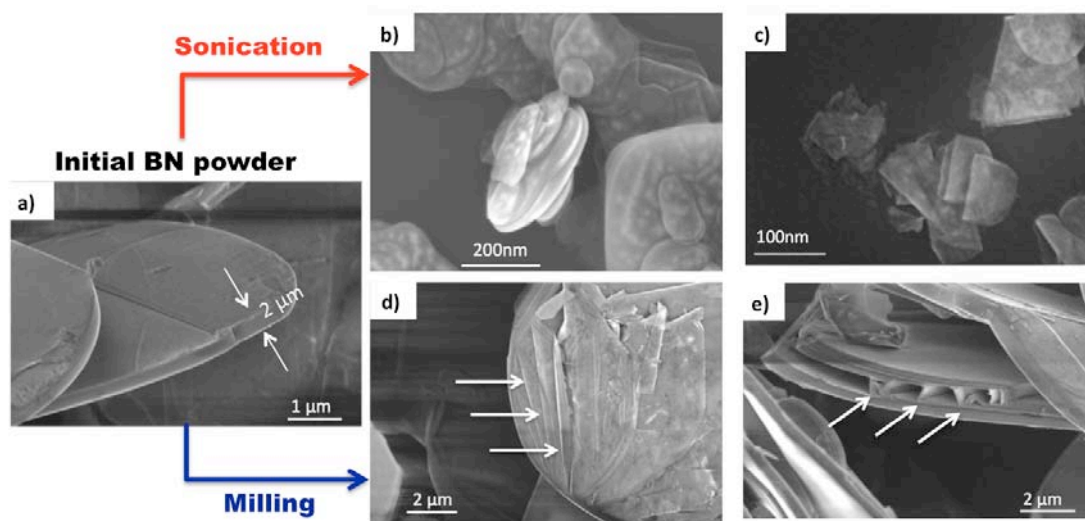 Sonication
Initial BN powder
a)
2 μm
1 μm
Milling
b)
200nm
c)
100nm
d)
2 μm
e)
2 μm